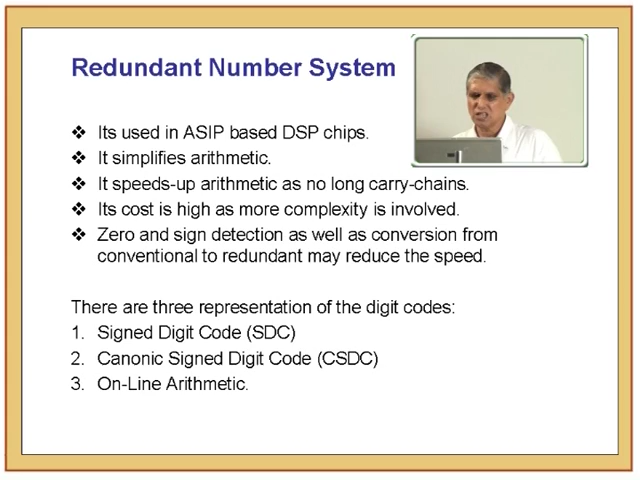 Redundant Number System
❖ Its used in ASIP based DSP chips.
❖ It simplifies arithmetic.
❖ It speeds-up arithmetic as no long carry-chains.
❖ Its cost is high as more complexity is involved.
❖ Zero and sign detection as well as conversion from
conventional to redundant may reduce the speed.
There are three representation of the digit codes:
1. Signed Digit Code (SDC)
2. Canonic Signed Digit Code (CSDC)
3. On-Line Arithmetic.